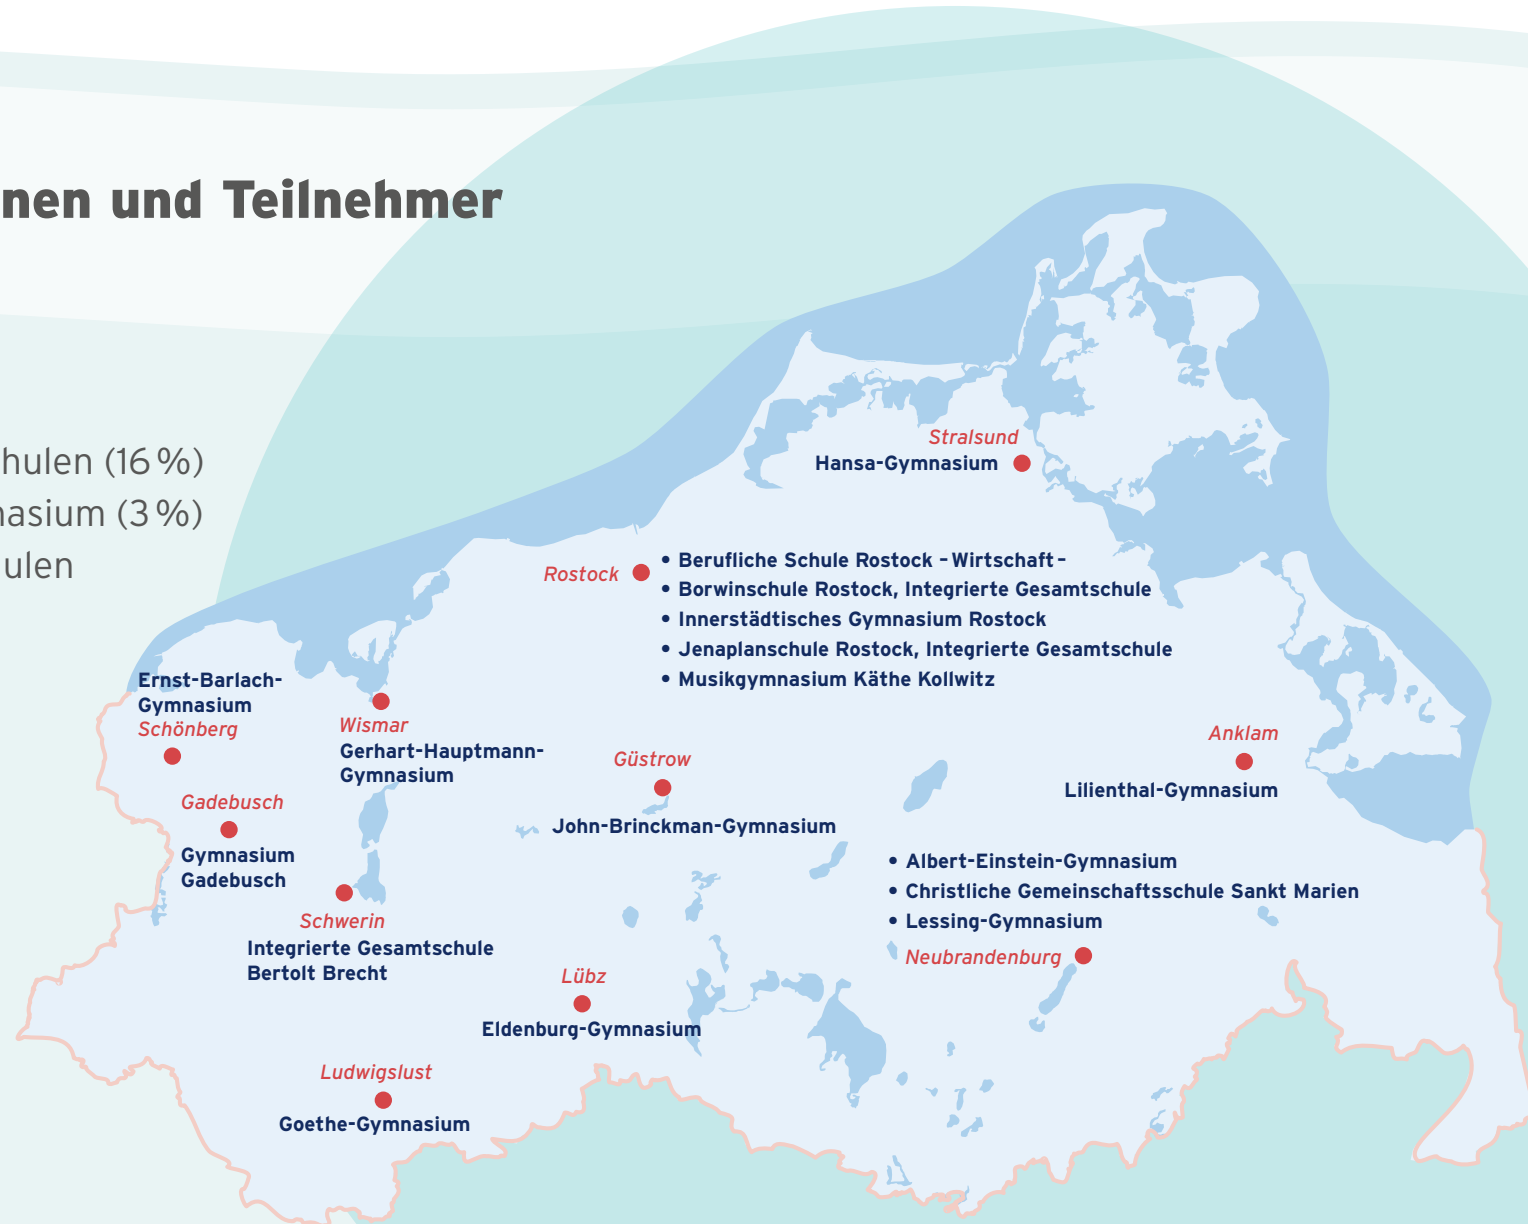 nen und Teilnehmer
hulen (16 %)
nasium (3 %)
ulen
Stralsund
Hansa-Gymnasium
Rostock
• Berufliche Schule Rostock – Wirtschaft –
• Borwinschule Rostock, Integrierte Gesamtschule
• Innerstädtisches Gymnasium Rostock
• Jenaplanschule Rostock, Integrierte Gesamtschule
• Musikgymnasium Käthe Kollwitz
Ernst-Barlach-
Gymnasium
Schönberg
Wismar
Gerhart-Hauptmann-
Gymnasium
Güstrow
John-Brinckman-Gymnasium
Anklam
Lilienthal-Gymnasium
Gadebusch
Gymnasium
Gadebusch
Schwerin
Integrierte Gesamtschule
Bertolt Brecht
• Albert-Einstein-Gymnasium
• Christliche Gemeinschaftsschule Sankt Marien
• Lessing-Gymnasium
Neubrandenburg
Lübz
Eldenburg-Gymnasium
Ludwigslust
Goethe-Gymnasium